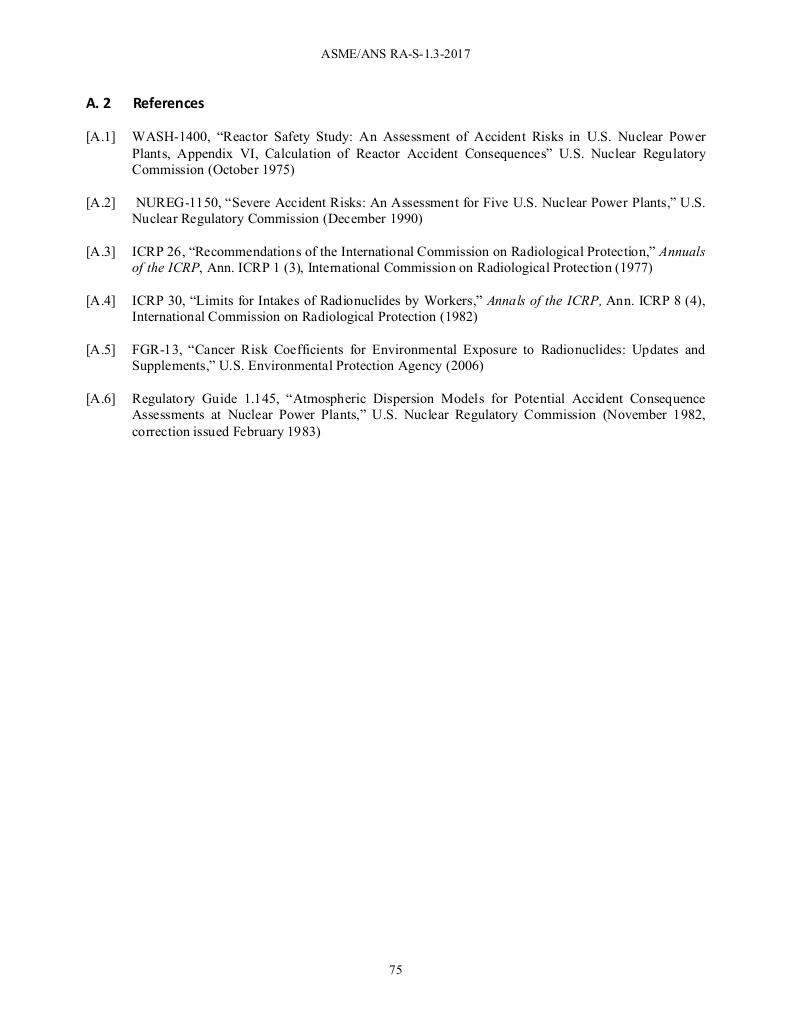 ASME/ANS RA-S-1.3-2017
A. 2 References
[A.1] WASH-1400, “Reactor Safety Study: An Assessment of Accident Risks in U.S. Nuclear Power
Plants, Appendix VI, Calculation of Reactor Accident Consequences” U.S. Nuclear Regulatory
Commission (October 1975)
[A.2] NUREG-1150, “Severe Accident Risks: An Assessment for Five U.S. Nuclear Power Plants,” U.S.
Nuclear Regulatory Commission (December 1990)
[A.3] ICRP 26, “Recommendations of the International Commission on Radiological Protection,” Annuals
of the ICRP, Ann. ICRP 1 (3), International Commission on Radiological Protection (1977)
[A.4] ICRP 30, “Limits for Intakes of Radionuclides by Workers,” Annals of the ICRP, Ann. ICRP 8 (4),
International Commission on Radiological Protection (1982)
[A.5] FGR-13, “Cancer Risk Coefficients for Environmental Exposure to Radionuclides: Updates and
Supplements,” U.S. Environmental Protection Agency (2006)
[A.6] Regulatory Guide 1.145, “Atmospheric Dispersion Models for Potential Accident Consequence
Assessments at Nuclear Power Plants,” U.S. Nuclear Regulatory Commission (November 1982,
correction issued February 1983)
75